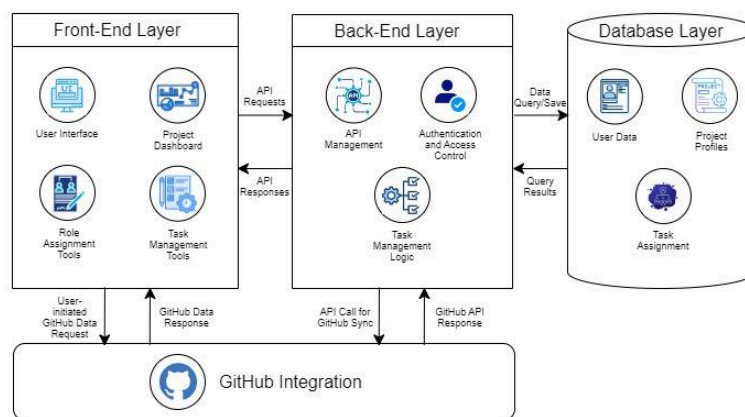 Front-End Layer
User Interface
Project
Dashboard
Role
Assignment
Tools
Task
Management
Tools
API
Requests
API
Responses
Back-End Layer
API
Management
Authentication
and Access
Control
Task
Management
Logic
Data
Query/Save
Query
Results
Database Layer
User Data
Project
Profiles
Task
Assignment
User-
initiated
GitHub Data
Request
GitHub Data
Response
API Call for
GitHub Sync
GitHub API
Response
GitHub Integration
UI
API
PROJECT